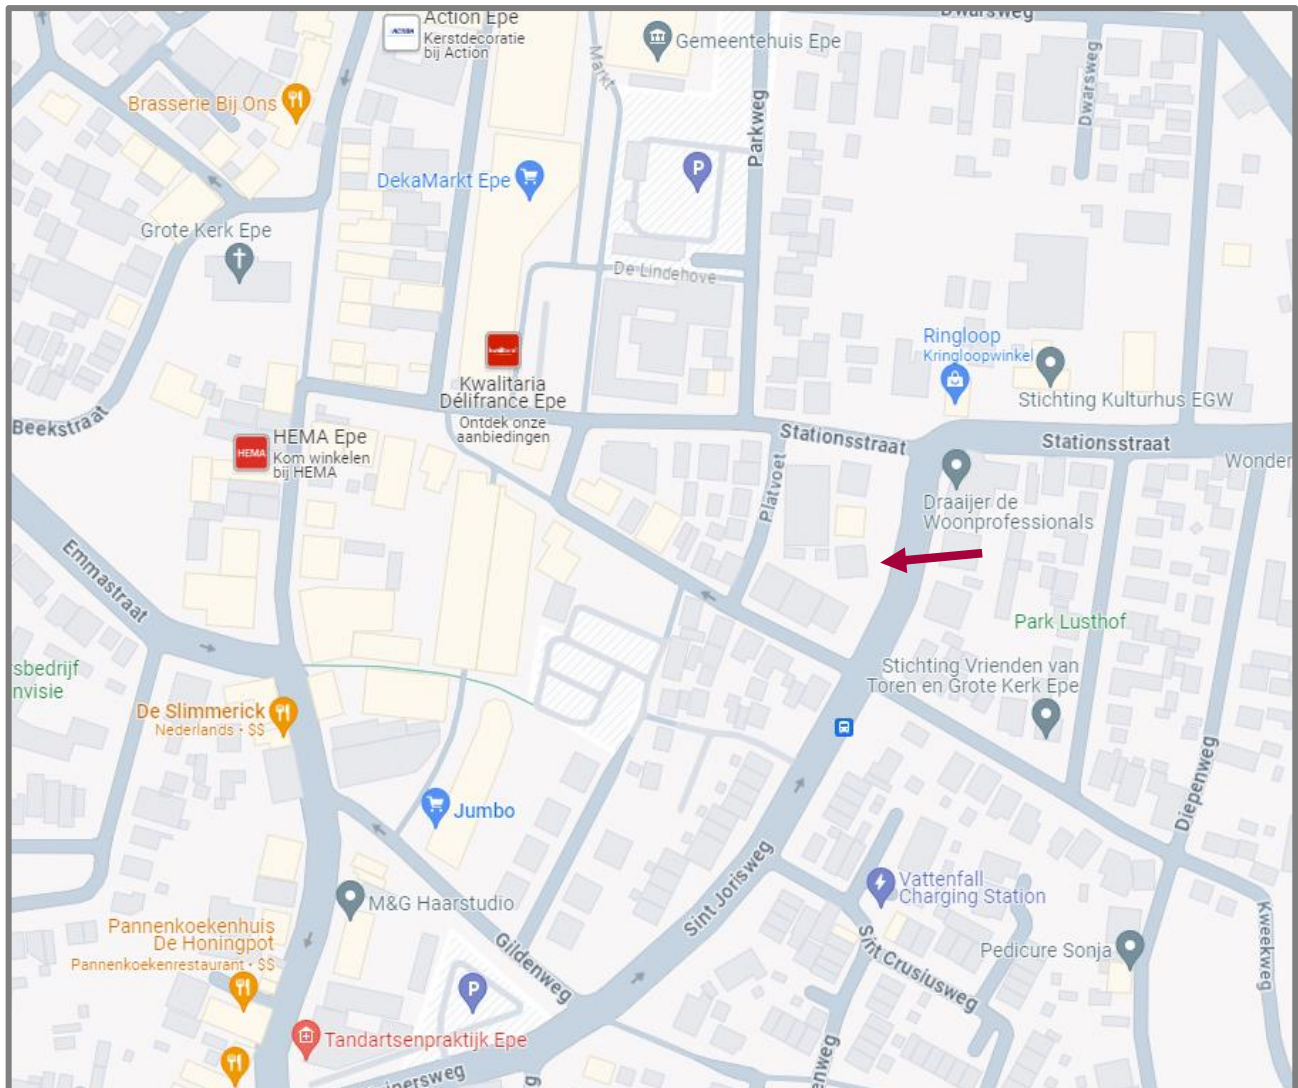 Action Epe
Kerstdecoratie
bij Action
ACTION
Markt
Gemeentehuis Epe
Dwarsweg
Dwarsweg
Parkweg
Brasserie Bij Ons
DekaMarkt Epe
P
Grote Kerk Epe
De Lindehove
Ringloop
Kringloopwinkel
Stichting Kulturhus EGW
Kwalitaria
Délifrance Epe
Ontdek onze
aanbiedingen
Beekstraat
HEMA
HEMA Epe
Kom winkelen
bij HEMA
Stationsstraat
Stationsstraat
Wonder
Platvoet
Draaijer de
Woonprofessionals
Emmastraat
Park Lusthof
sbedrijf
nvisie
Stichting Vrienden van
Toren en Grote Kerk Epe
De Slimmerick
Nederlands · $$
Jumbo
Diepenweg
Sint Jorisweg
Vattenfall
Charging Station
M&G Haarstudio
Pannenkoekenhuis
De Honingpot
Pannenkoekenrestaurant · $$
Gildenweg
Sint Crusiusweg
Pedicure Sonja
Kweekweg
P
Tandartsenpraktijk Epe
enweg